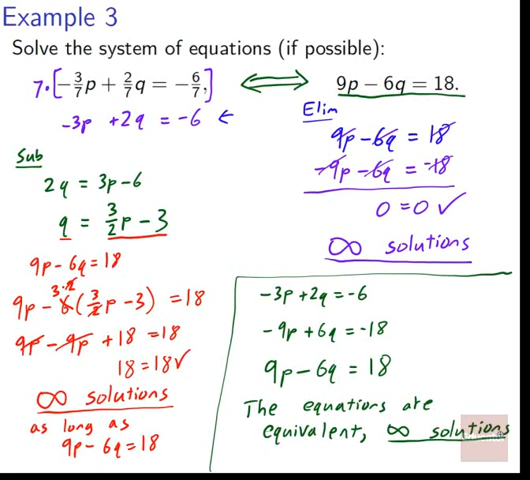 Example 3
Solve the system of equations (if possible):
7·[−3/7p + 2/7q = −6/7,] ⟺ 9p − 6q = 18.
-3p + 2q = -6 ←
Elim
9p - 6q = 18
-9p - 6q = -18
0 = 0 ✓
∞ solutions
Sub
2q = 3p - 6
q = 3/2p - 3
9p - 6q = 18
3·2
9p - 6(3/2p - 3) = 18
9p - 9p + 18 = 18
18 = 18 ✓
∞ solutions
as long as
9p - 6q = 18
-3p + 2q = -6
-9p + 6q = -18
9p - 6q = 18
The equations are
equivalent, ∞ solutions